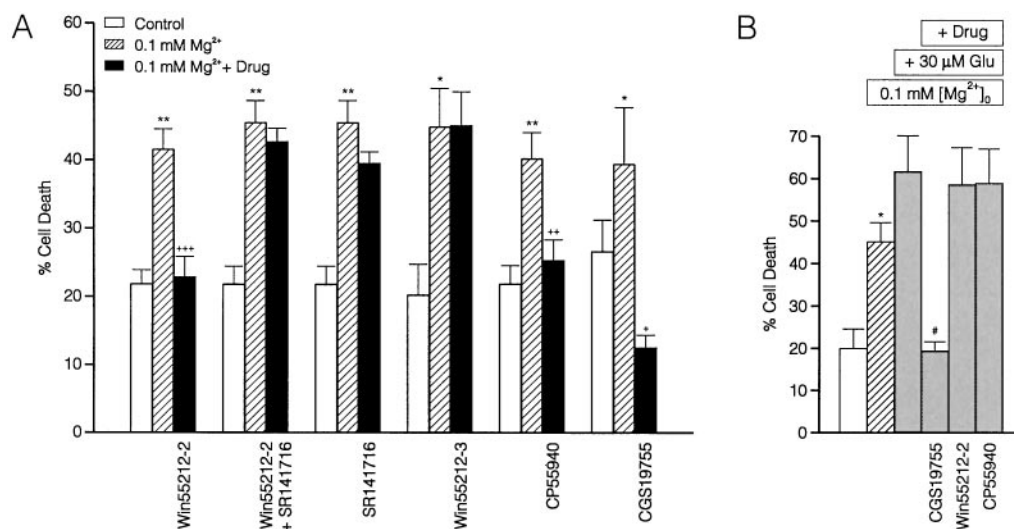 A
60
50
40
30
20
10
0
% Cell Death
Control
0.1 mM Mg²⁺
0.1 mM Mg²⁺+ Drug
**
+++
**
**
*
**
++
*
+
Win55212-2
Win55212-2
+ SR141716
SR141716
Win55212-3
CP55940
CGS19755
B
+ Drug
+ 30 µM Glu
0.1 mM [Mg²⁺]₀
70
60
50
40
30
20
10
0
% Cell Death
*
#
CGS19755
Win55212-2
CP55940